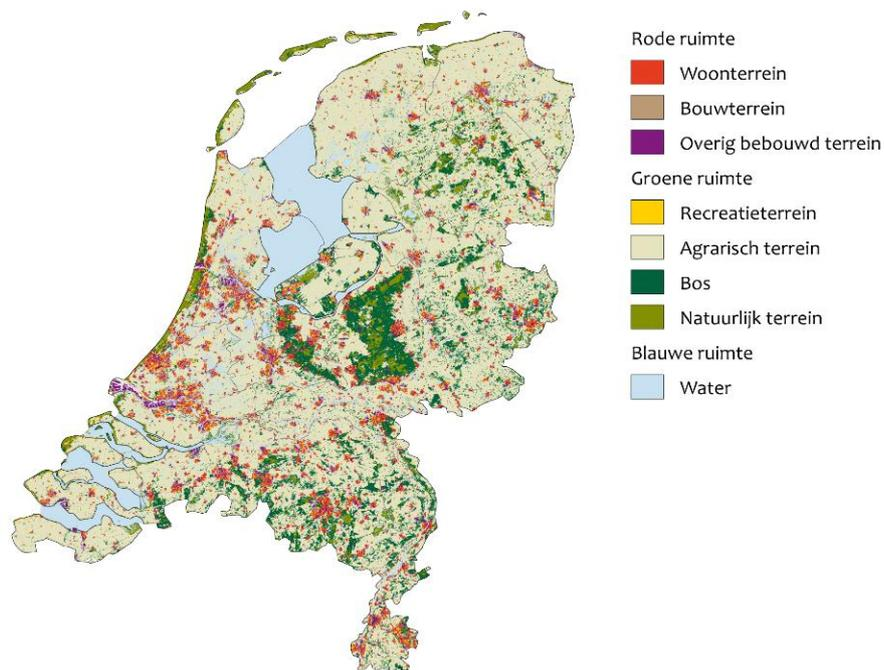 Rode ruimte
Woonterrein
Bouwterrein
Overig bebouwd terrein
Groene ruimte
Recreatieterrein
Agrarisch terrein
Bos
Natuurlijk terrein
Blauwe ruimte
Water